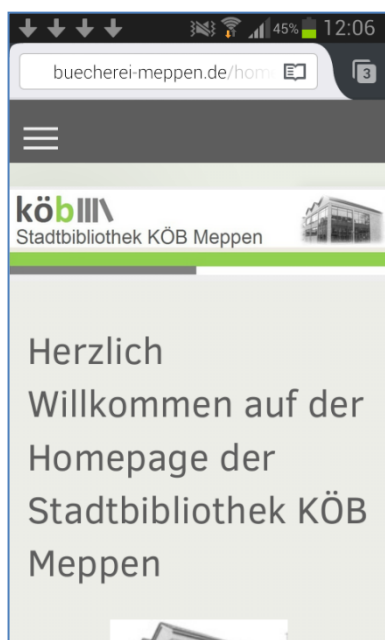 45% 12:06
buecherei-meppen.de/hom
3
köb
Stadtbibliothek KÖB Meppen
Herzlich
Willkommen auf der
Homepage der
Stadtbibliothek KÖB
Meppen